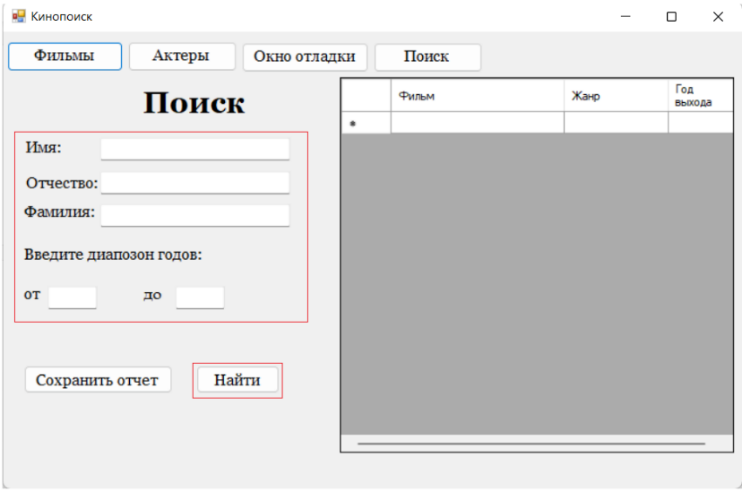 Кинопоиск
Фильмы Актеры Окно отладки Поиск
Поиск
Имя:
Отчество:
Фамилия:
Введите диапозон годов:
от до
Сохранить отчет Найти
Фильм Жанр Год
выхода
*